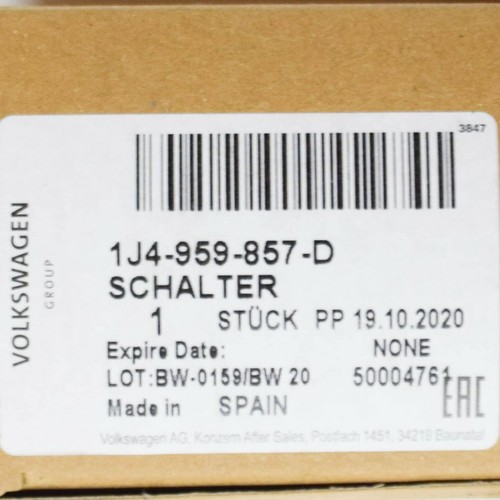 3847
VOLKSWAGEN
GROUP
1J4-959-857-D
SCHALTER
1 STÜCK PP 19.10.2020
Expire Date: NONE
LOT:BW-0159/BW 20 50004761
Made in SPAIN
EAC
Volkswagen AG, Konzern After Sales, Postfach 1451, 34219 Baunatal